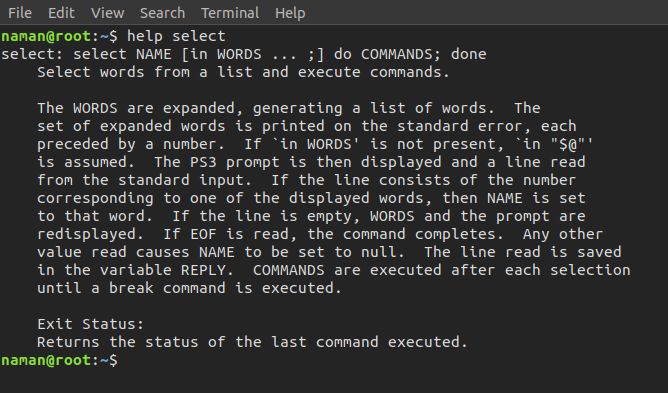 File Edit View Search Terminal Help
naman@root:~$ help select
select: select NAME [in WORDS ... ;] do COMMANDS; done
    Select words from a list and execute commands.

    The WORDS are expanded, generating a list of words.  The
    set of expanded words is printed on the standard error, each
    preceded by a number.  If `in WORDS' is not present, `in "$@"'
    is assumed.  The PS3 prompt is then displayed and a line read
    from the standard input.  If the line consists of the number
    corresponding to one of the displayed words, then NAME is set
    to that word.  If the line is empty, WORDS and the prompt are
    redisplayed.  If EOF is read, the command completes.  Any other
    value read causes NAME to be set to null.  The line read is saved
    in the variable REPLY.  COMMANDS are executed after each selection
    until a break command is executed.

    Exit Status:
    Returns the status of the last command executed.
naman@root:~$